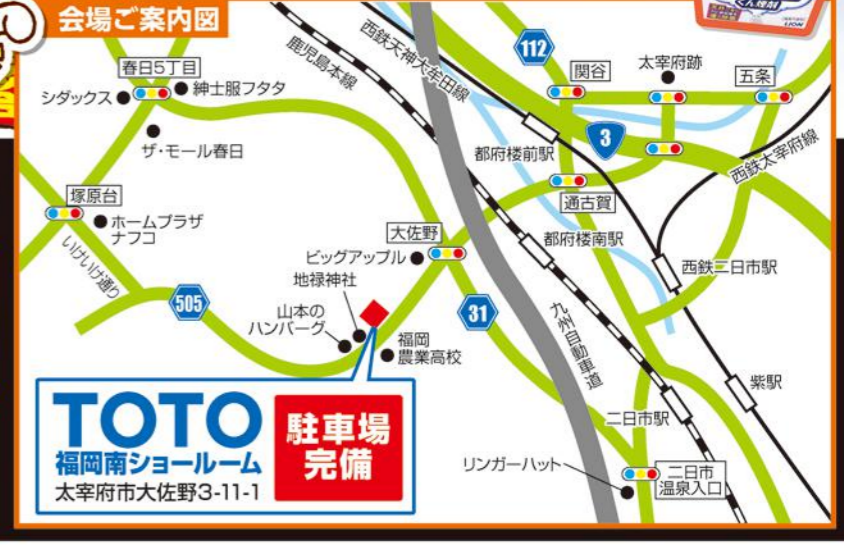 会場ご案内図
くん煙剤
LION
春日5丁目
シダックス
紳士服フタタ
ザ・モール春日
塚原台
ホームプラザ
ナフコ
いけいけ通り
505
鹿児島本線
西鉄天神大牟田線
112
関谷
太宰府跡
五条
3
都府楼前駅
西鉄太宰府線
通古賀
大佐野
ビッグアップル
都府楼南駅
西鉄二日市駅
地禄神社
山本の
ハンバーグ
福岡
農業高校
31
九州自動車道
紫駅
二日市駅
リンガーハット
二日市
温泉入口
TOTO
福岡南ショールーム
太宰府市大佐野3-11-1
駐車場
完備